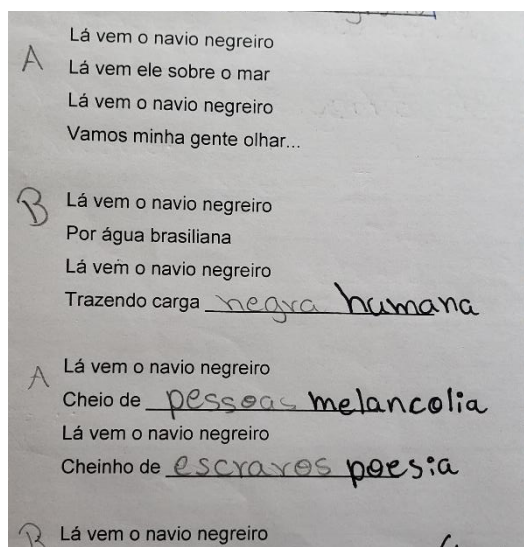 A Lá vem o navio negreiro
Lá vem ele sobre o mar
Lá vem o navio negreiro
Vamos minha gente olhar...
B Lá vem o navio negreiro
Por água brasiliana
Lá vem o navio negreiro
Trazendo carga negra humana
A Lá vem o navio negreiro
Cheio de pessoas melancolia
Lá vem o navio negreiro
Cheinho de escravos poesia
B Lá vem o navio negreiro